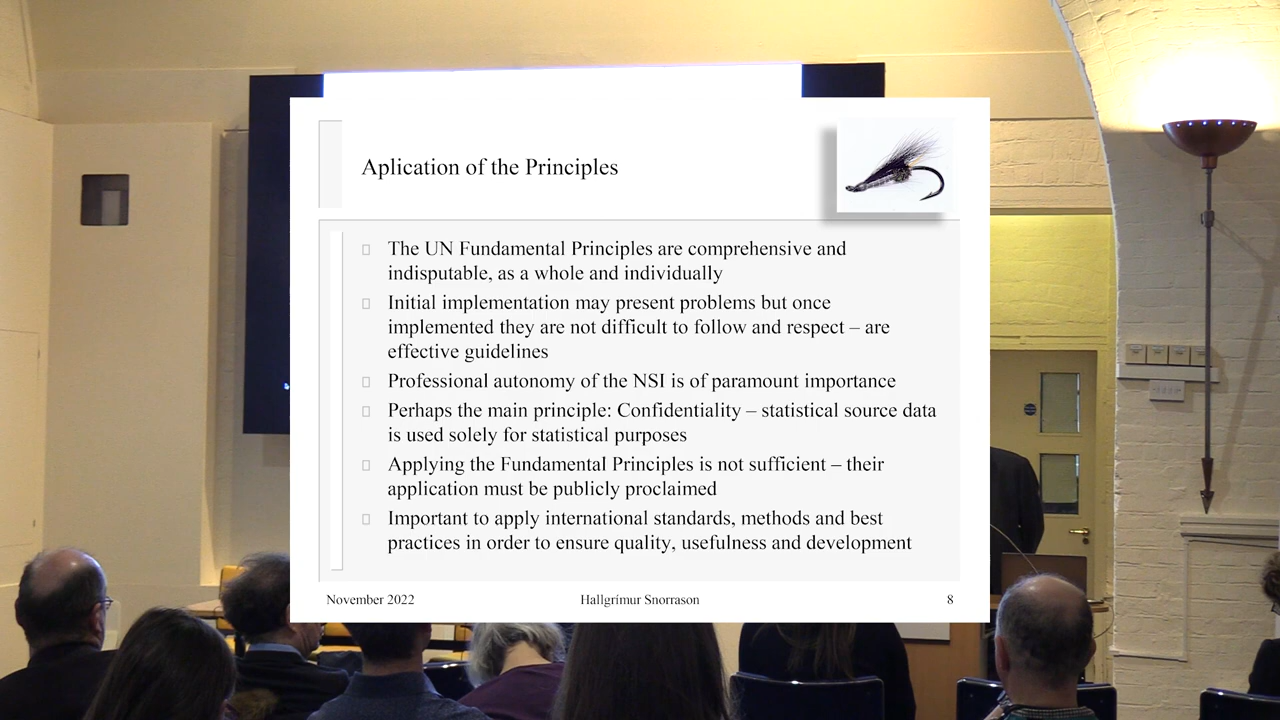 Aplication of the Principles
The UN Fundamental Principles are comprehensive and
indisputable, as a whole and individually
Initial implementation may present problems but once
implemented they are not difficult to follow and respect – are
effective guidelines
Professional autonomy of the NSI is of paramount importance
Perhaps the main principle: Confidentiality – statistical source data
is used solely for statistical purposes
Applying the Fundamental Principles is not sufficient – their
application must be publicly proclaimed
Important to apply international standards, methods and best
practices in order to ensure quality, usefulness and development
November 2022
Hallgrímur Snorrason
8